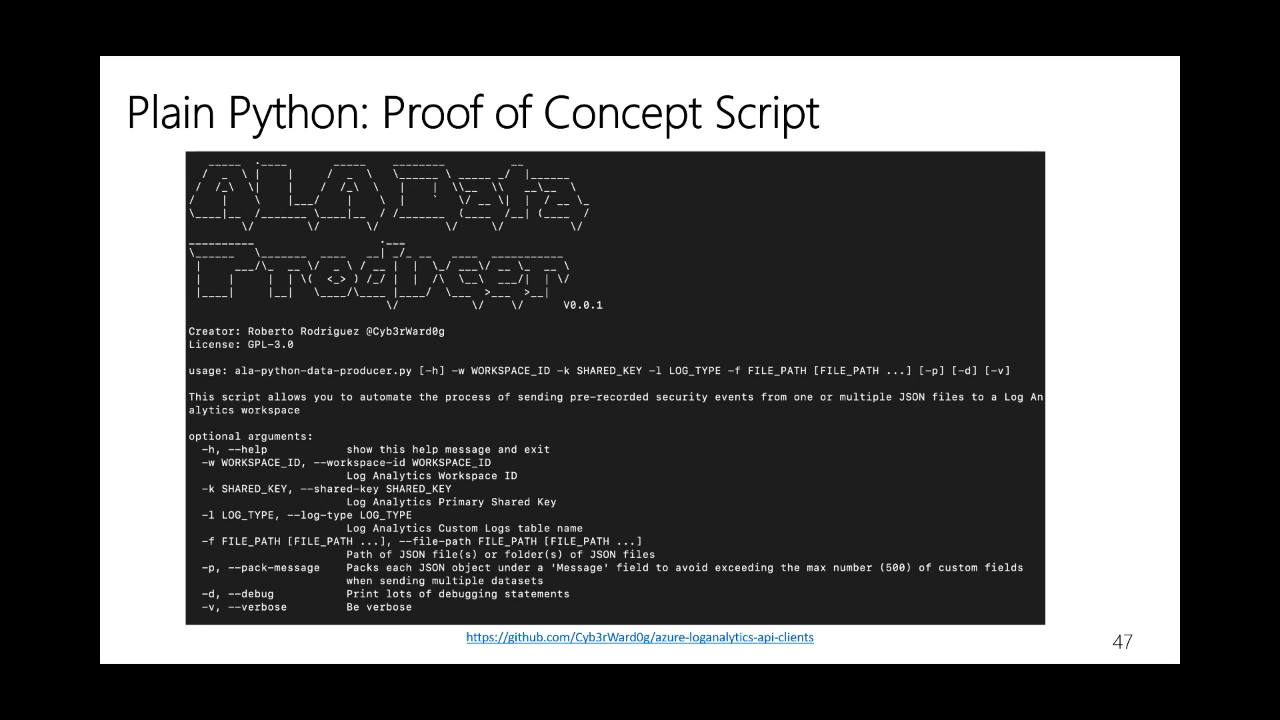 Plain Python: Proof of Concept Script
ALA Data
Producer
V0.0.1
Creator: Roberto Rodriguez @Cyb3rWard0g
License: GPL-3.0
usage: ala-python-data-producer.py [-h] -w WORKSPACE_ID -k SHARED_KEY -l LOG_TYPE -f FILE_PATH [FILE_PATH ...] [-p] [-d] [-v]
This script allows you to automate the process of sending pre-recorded security events from one or multiple JSON files to a Log An
alytics workspace
optional arguments:
-h, --help show this help message and exit
-w WORKSPACE_ID, --workspace-id WORKSPACE_ID
Log Analytics Workspace ID
-k SHARED_KEY, --shared-key SHARED_KEY
Log Analytics Primary Shared Key
-l LOG_TYPE, --log-type LOG_TYPE
Log Analytics Custom Logs table name
-f FILE_PATH [FILE_PATH ...], --file-path FILE_PATH [FILE_PATH ...]
Path of JSON file(s) or folder(s) of JSON files
-p, --pack-message Packs each JSON object under a 'Message' field to avoid exceeding the max number (500) of custom fields
when sending multiple datasets
-d, --debug Print lots of debugging statements
-v, --verbose Be verbose
https://github.com/Cyb3rWard0g/azure-loganalytics-api-clients
47